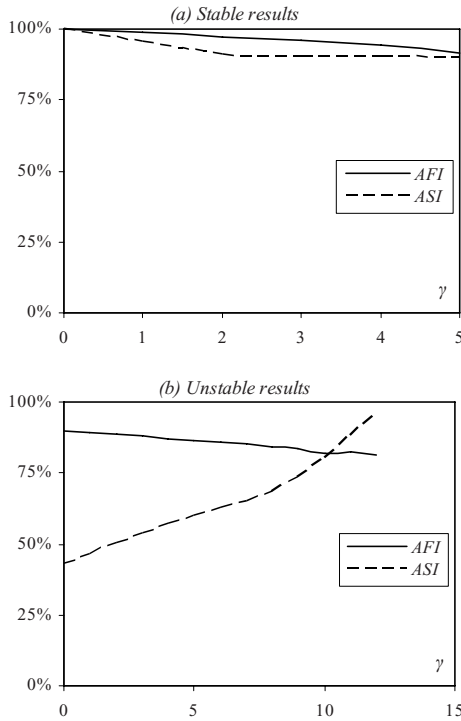 (a) Stable results
100%
75%
50%
AFI
ASI
25%
γ
0%
0 1 2 3 4 5
(b) Unstable results
100%
75%
50%
AFI
ASI
25%
γ
0%
0 5 10 15